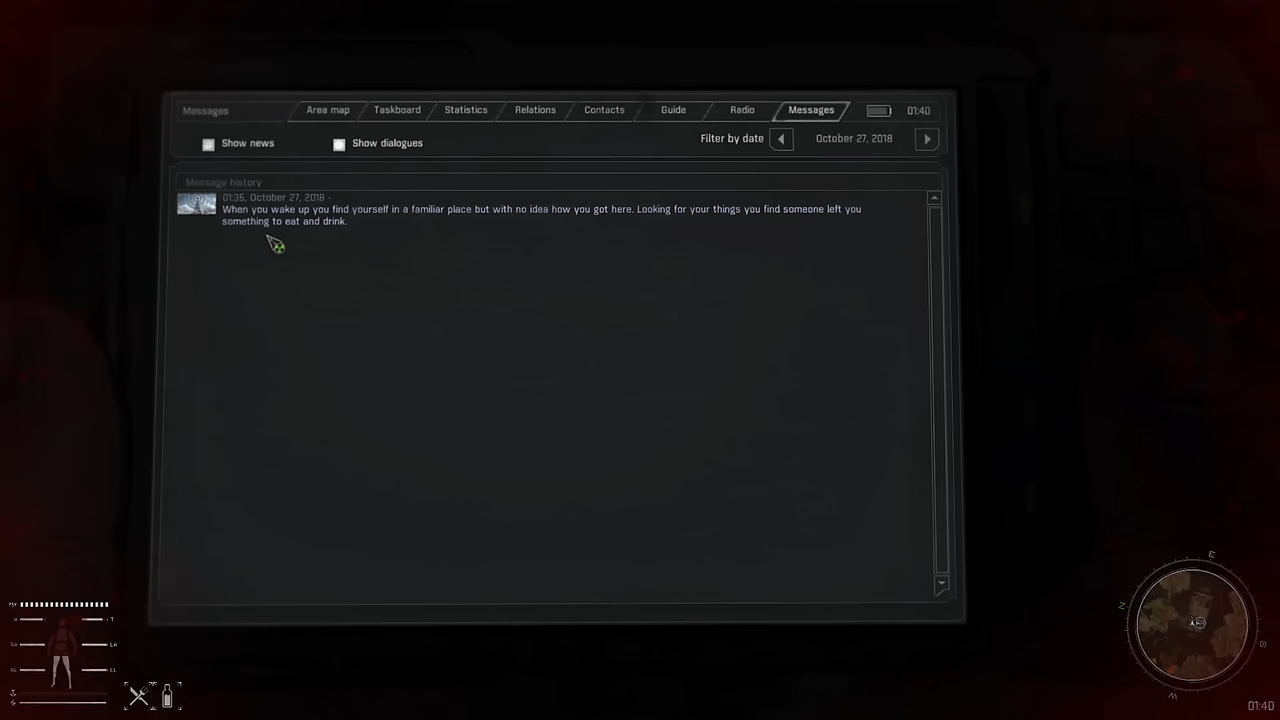 Messages
Area map
Taskboard
Statistics
Relations
Contacts
Guide
Radio
Messages
01:40
Show news
Show dialogues
Filter by date
October 27, 2018
Message history
01:35, October 27, 2018 -
When you wake up you find yourself in a familiar place but with no idea how you got here. Looking for your things you find someone left you
something to eat and drink.
E
N
S
W
PSY
H
T
LA
LL
01:40